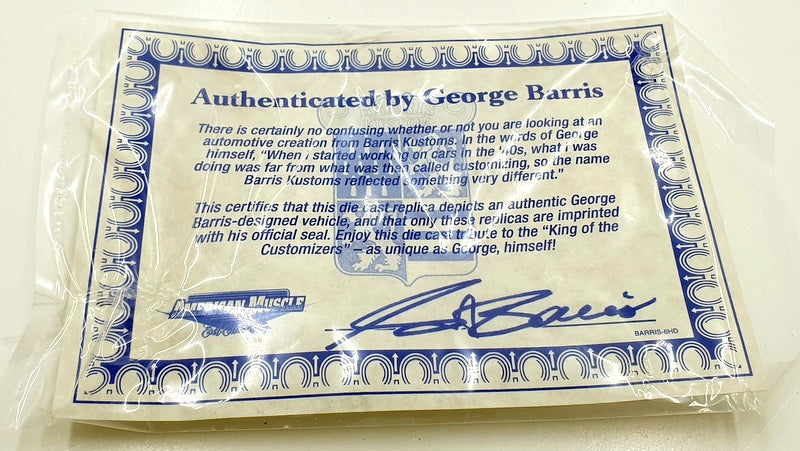 Authenticated by George Barris
There is certainly no confusing whether or not you are looking at an
automotive creation from Barris Kustoms. In the words of George
himself, “When I started working on cars in the '40s, what I was
doing was far from what was then called customizing, so the name
Barris Kustoms reflected something very different.”
This certifies that this die cast replica depicts an authentic George
Barris-designed vehicle, and that only these replicas are imprinted
with his official seal. Enjoy this die cast tribute to the “King of the
Customizers” – as unique as George, himself!
AMERICAN MUSCLE
BARRIS-6HD